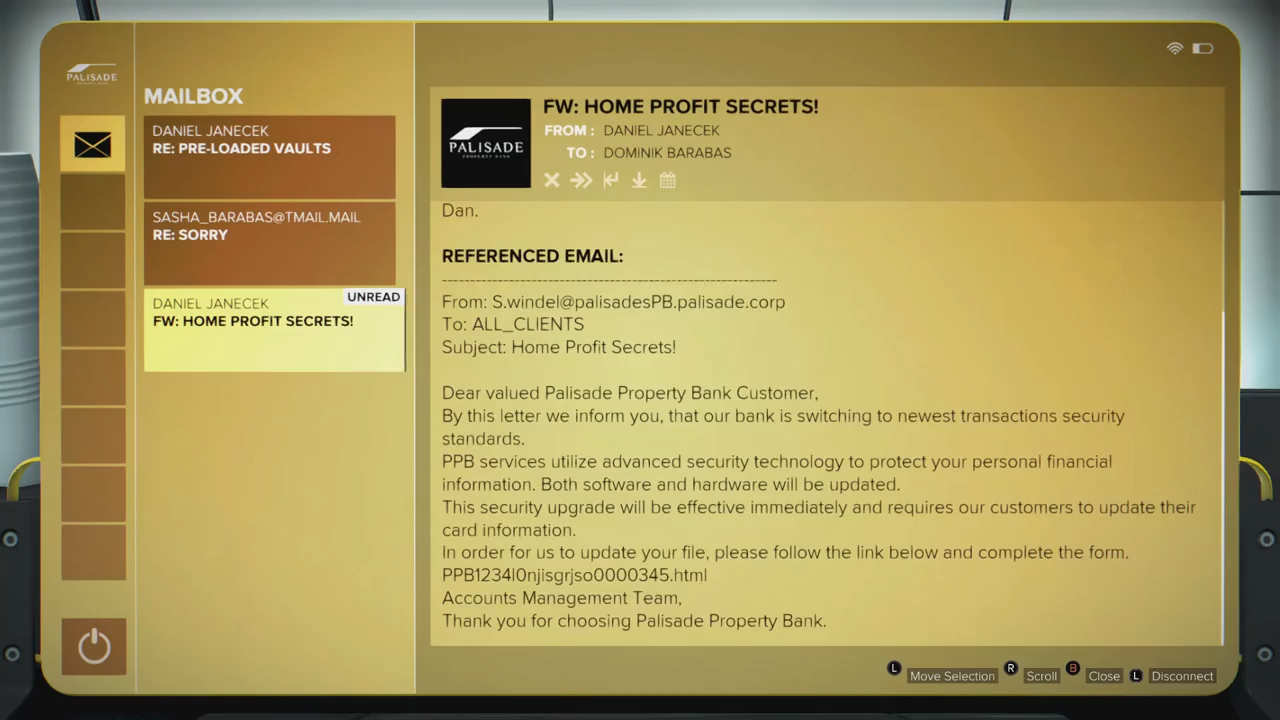 PALISADE
MAILBOX
DANIEL JANECEK
RE: PRE-LOADED VAULTS
SASHA_BARABAS@TMAIL.MAIL
RE: SORRY
UNREAD
DANIEL JANECEK
FW: HOME PROFIT SECRETS!
PALISADE
PROPERTY BANK
FW: HOME PROFIT SECRETS!
FROM : DANIEL JANECEK
TO : DOMINIK BARABAS
Dan.
REFERENCED EMAIL:
From: S.windel@palisadesPB.palisade.corp
To: ALL_CLIENTS
Subject: Home Profit Secrets!
Dear valued Palisade Property Bank Customer,
By this letter we inform you, that our bank is switching to newest transactions security
standards.
PPB services utilize advanced security technology to protect your personal financial
information. Both software and hardware will be updated.
This security upgrade will be effective immediately and requires our customers to update their
card information.
In order for us to update your file, please follow the link below and complete the form.
PPB1234l0njisgrjso0000345.html
Accounts Management Team,
Thank you for choosing Palisade Property Bank.
L Move Selection R Scroll B Close L Disconnect